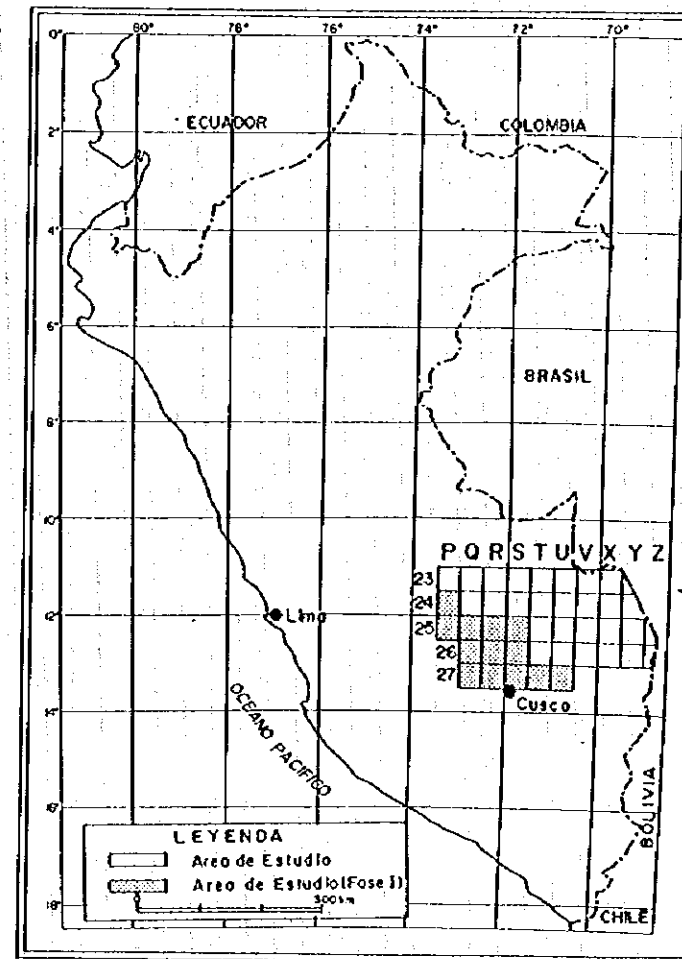 80° 78° 76° 74° 72° 70°
0°
ECUADOR
COLOMBIA
2°
4°
6°
BRASIL
8°
10°
P Q R S T U V X Y Z
23
24
12°
Lima
25
26
27
Cusco
14°
OCEANO PACIFICO
16°
BOLIVIA
LEYENDA
Area de Estudio
Area de Estudio(Fase I)
0 300km
18°
CHILE